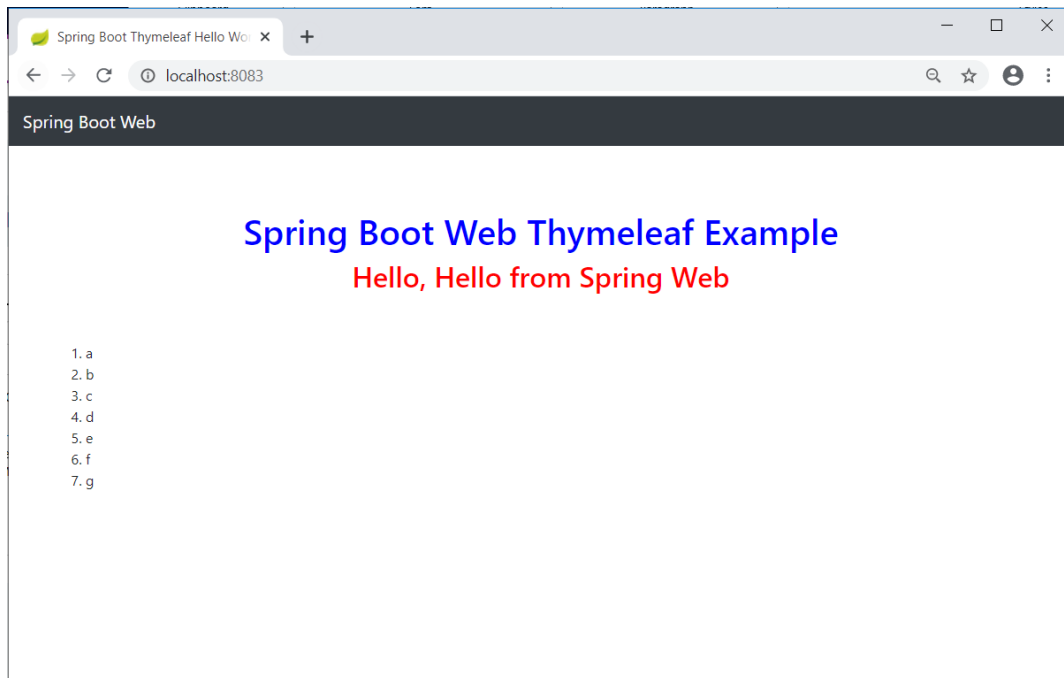 Spring Boot Thymeleaf Hello Wo
localhost:8083
Spring Boot Web
Spring Boot Web Thymeleaf Example
Hello, Hello from Spring Web
1. a
2. b
3. c
4. d
5. e
6. f
7. g